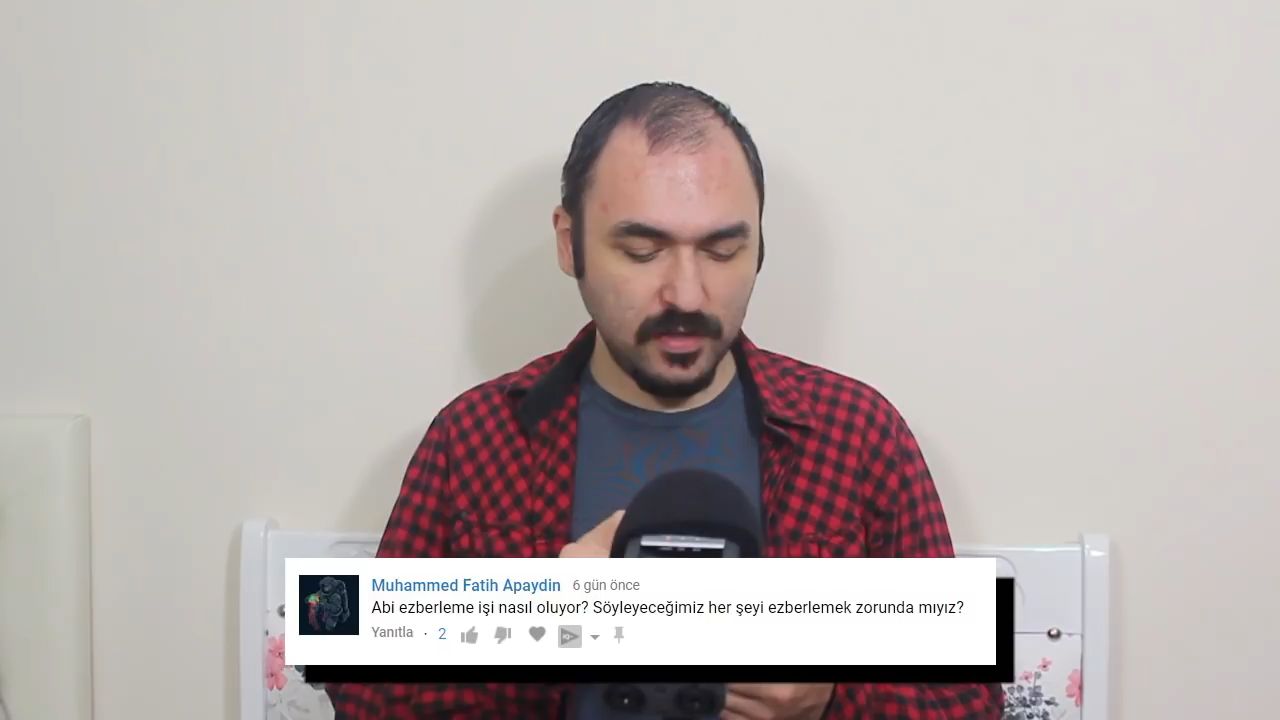 Muhammed Fatih Apaydin 6 gün önce
Abi ezberleme işi nasıl oluyor? Söyleyeceğimiz her şeyi ezberlemek zorunda mıyız?
Yanıtla · 2